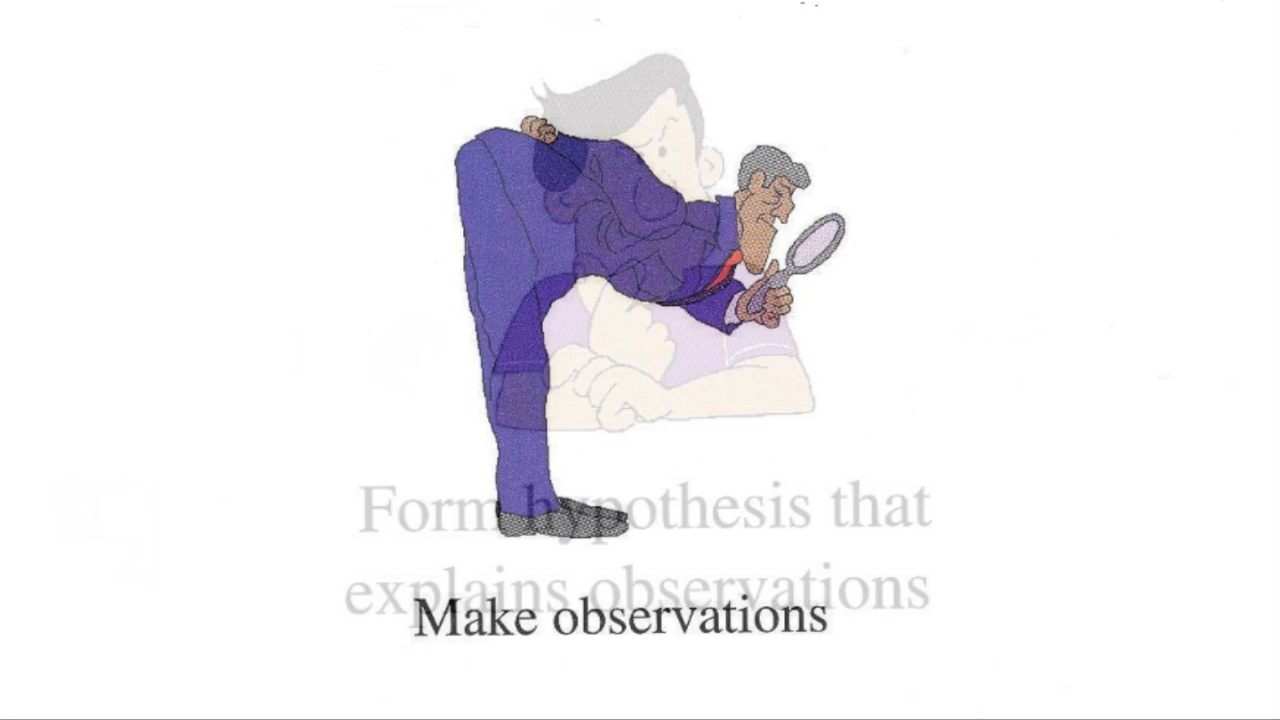 Form hypothesis that
explains observations
Make observations